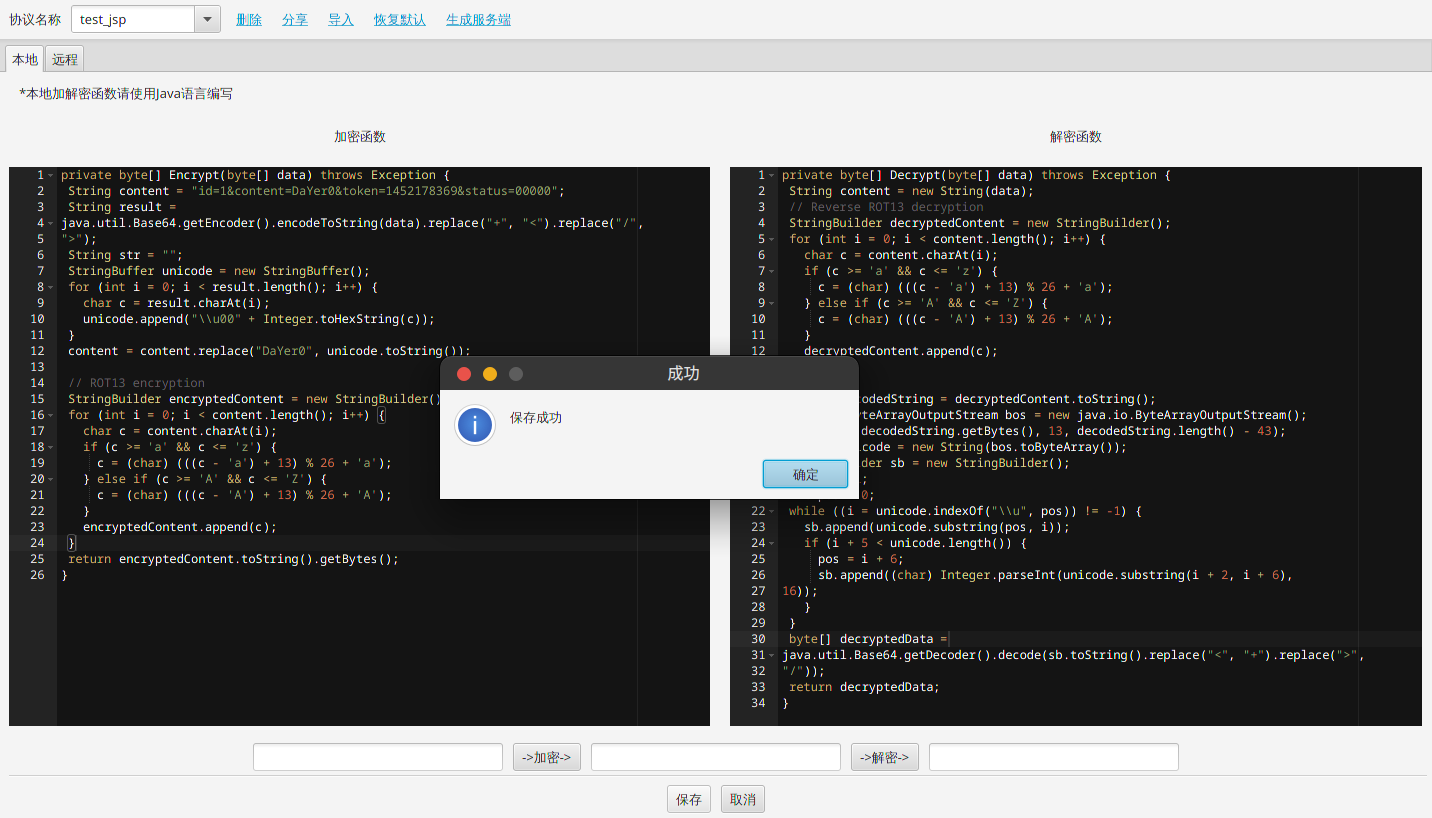 协议名称 test_jsp 删除 分享 导入 恢复默认 生成服务端
本地 远程
*本地加解密函数请使用Java语言编写
加密函数
1 private byte[] Encrypt(byte[] data) throws Exception {
2 String content = "id=1&content=DaYer0&token=1452178369&status=00000";
3 String result =
4 java.util.Base64.getEncoder().encodeToString(data).replace("+", "<").replace("/",
5 ">");
6 String str = "";
7 StringBuffer unicode = new StringBuffer();
8 for (int i = 0; i < result.length(); i++) {
9 char c = result.charAt(i);
10 unicode.append("\\u00" + Integer.toHexString(c));
11 }
12 content = content.replace("DaYer0", unicode.toString());
13
14 // ROT13 encryption
15 StringBuilder encryptedContent = new StringBuilder()
16 for (int i = 0; i < content.length(); i++) {
17 char c = content.charAt(i);
18 if (c >= 'a' && c <= 'z') {
19 c = (char) (((c - 'a') + 13) % 26 + 'a');
20 } else if (c >= 'A' && c <= 'Z') {
21 c = (char) (((c - 'A') + 13) % 26 + 'A');
22 }
23 encryptedContent.append(c);
24 }
25 return encryptedContent.toString().getBytes();
26 }
解密函数
1 private byte[] Decrypt(byte[] data) throws Exception {
2 String content = new String(data);
3 // Reverse ROT13 decryption
4 StringBuilder decryptedContent = new StringBuilder();
5 for (int i = 0; i < content.length(); i++) {
6 char c = content.charAt(i);
7 if (c >= 'a' && c <= 'z') {
8 c = (char) (((c - 'a') + 13) % 26 + 'a');
9 } else if (c >= 'A' && c <= 'Z') {
10 c = (char) (((c - 'A') + 13) % 26 + 'A');
11 }
12 decryptedContent.append(c);
codedString = decryptedContent.toString();
yteArrayOutputStream bos = new java.io.ByteArrayOutputStream();
decodedString.getBytes(), 13, decodedString.length() - 43);
code = new String(bos.toByteArray());
der sb = new StringBuilder();
;
0;
22 while ((i = unicode.indexOf("\\u", pos)) != -1) {
23 sb.append(unicode.substring(pos, i));
24 if (i + 5 < unicode.length()) {
25 pos = i + 6;
26 sb.append((char) Integer.parseInt(unicode.substring(i + 2, i + 6),
27 16));
28 }
29 }
30 byte[] decryptedData =
31 java.util.Base64.getDecoder().decode(sb.toString().replace("<", "+").replace(">",
32 "/"));
33 return decryptedData;
34 }
成功
保存成功
确定
->加密-> ->解密->
保存 取消